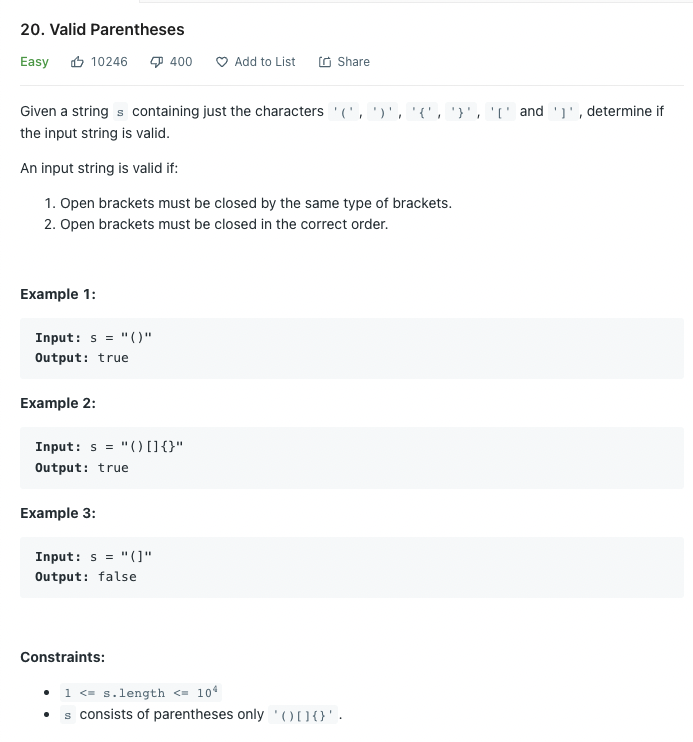 20. Valid Parentheses
Easy 10246 400 Add to List Share
Given a string s containing just the characters '(', ')', '{', '}', '[' and ']', determine if
the input string is valid.
An input string is valid if:
1. Open brackets must be closed by the same type of brackets.
2. Open brackets must be closed in the correct order.
Example 1:
Input: s = "()"
Output: true
Example 2:
Input: s = "()[]{}"
Output: true
Example 3:
Input: s = "(]"
Output: false
Constraints:
• 1 <= s.length <= 10⁴
• s consists of parentheses only '()[]{}'.